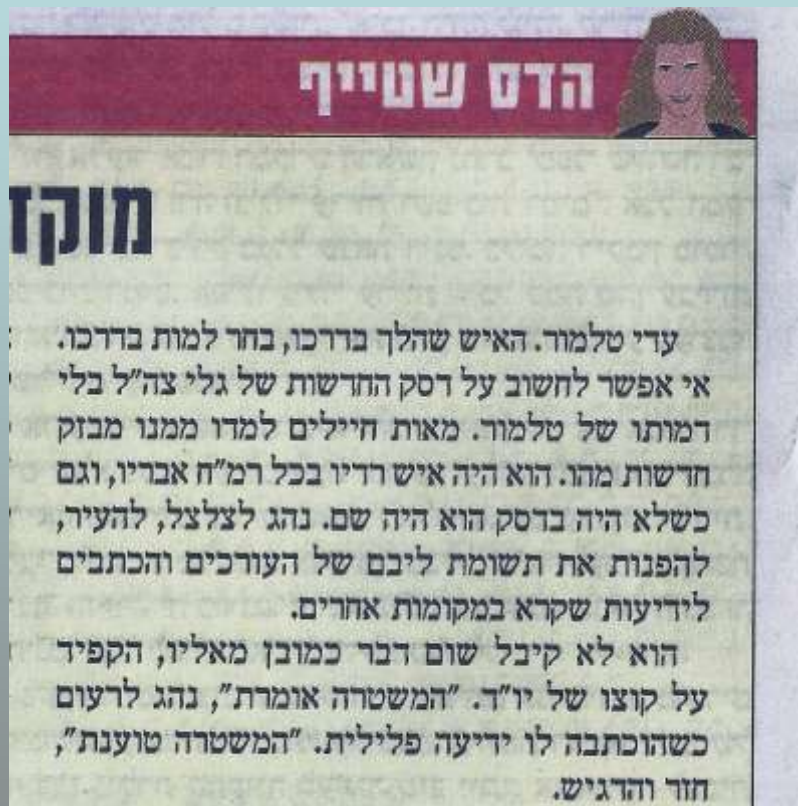 הדס שטייף
מוקד
עדי טלמור. האיש שהלך בדרכו, בחר למות בדרכו.
אי אפשר לחשוב על דסק החדשות של גלי צה"ל בלי
דמותו של טלמור. מאות חיילים למדו ממנו מבזק
חדשות מהו. הוא היה איש רדיו בכל רמ"ח אבריו, וגם
כשלא היה בדסק הוא היה שם. נהג לצלצל, להעיר,
להפנות את תשומת ליבם של העורכים והכתבים
לידיעות שקרא במקומות אחרים.
הוא לא קיבל שום דבר כמובן מאליו, הקפיד
על קוצו של יו"ד. "המשטרה אומרת", נהג לרעום
כשהוכתבה לו ידיעה פלילית. "המשטרה טוענת",
חזר והדגיש.